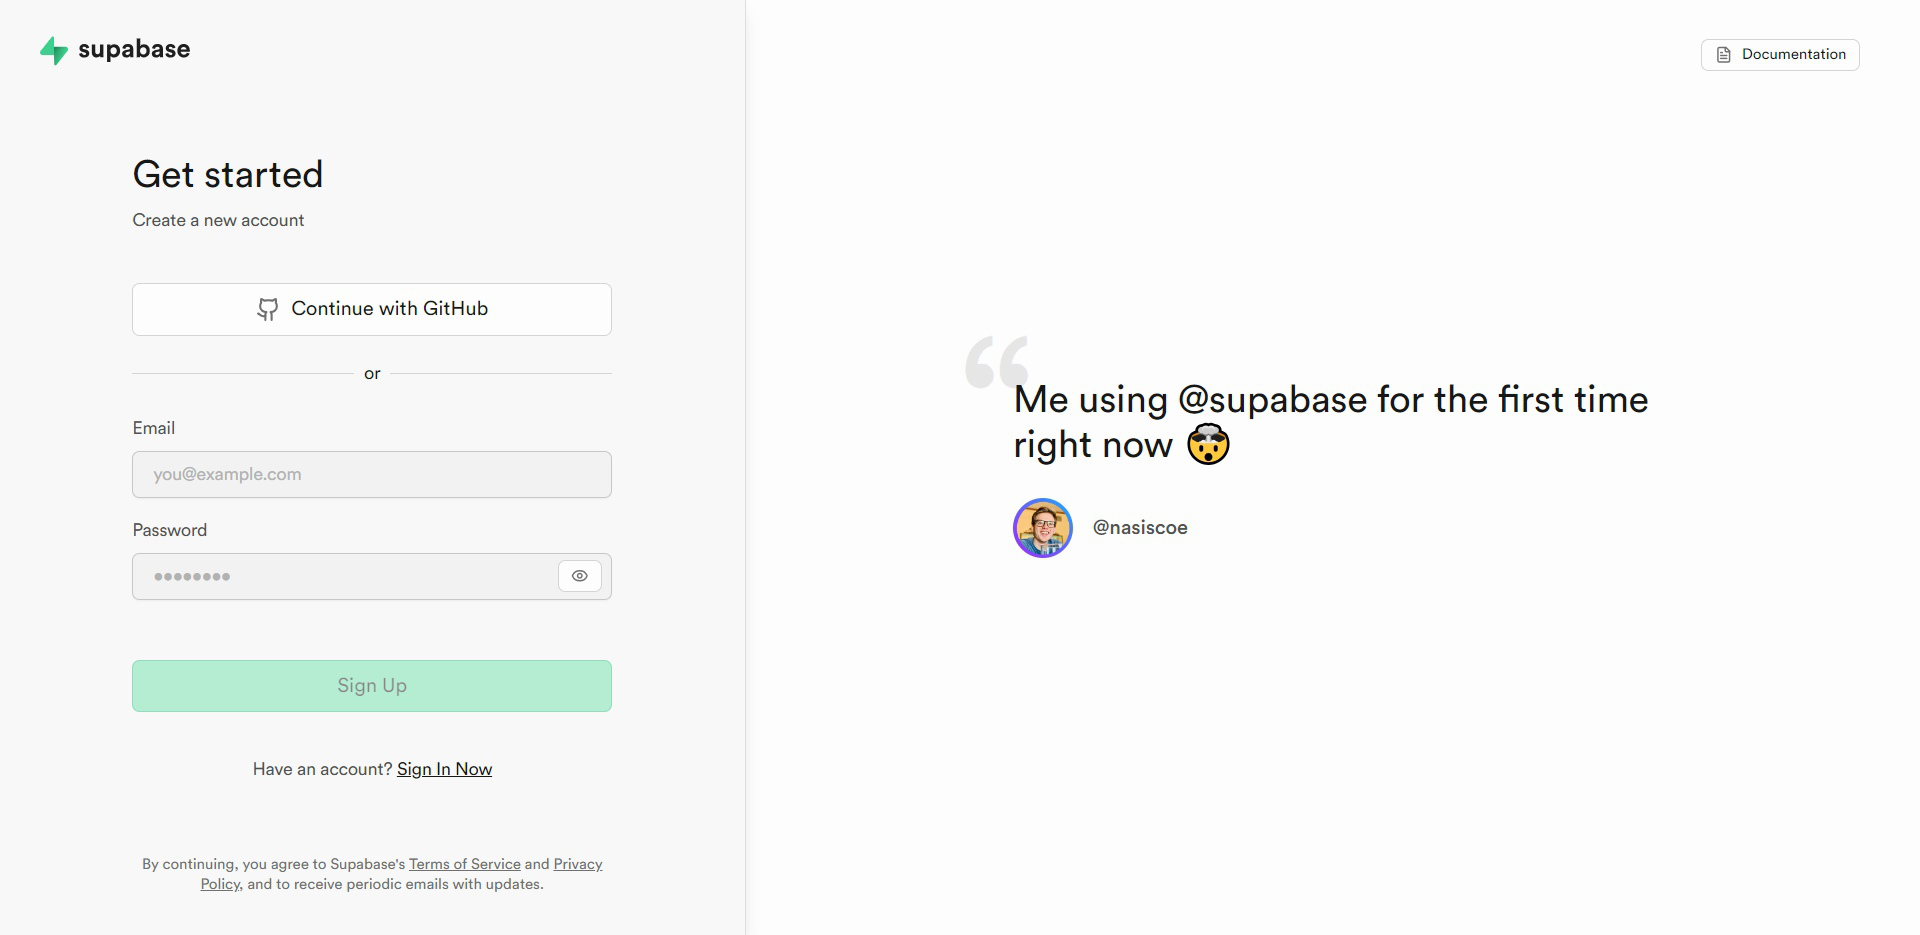 supabase
Documentation
Get started
Create a new account
Continue with GitHub
or
Email
you@example.com
Password
••••••••
Sign Up
Have an account? Sign In Now
By continuing, you agree to Supabase's Terms of Service and Privacy
Policy, and to receive periodic emails with updates.
“
Me using @supabase for the first time
right now 🤯
@nasiscoe